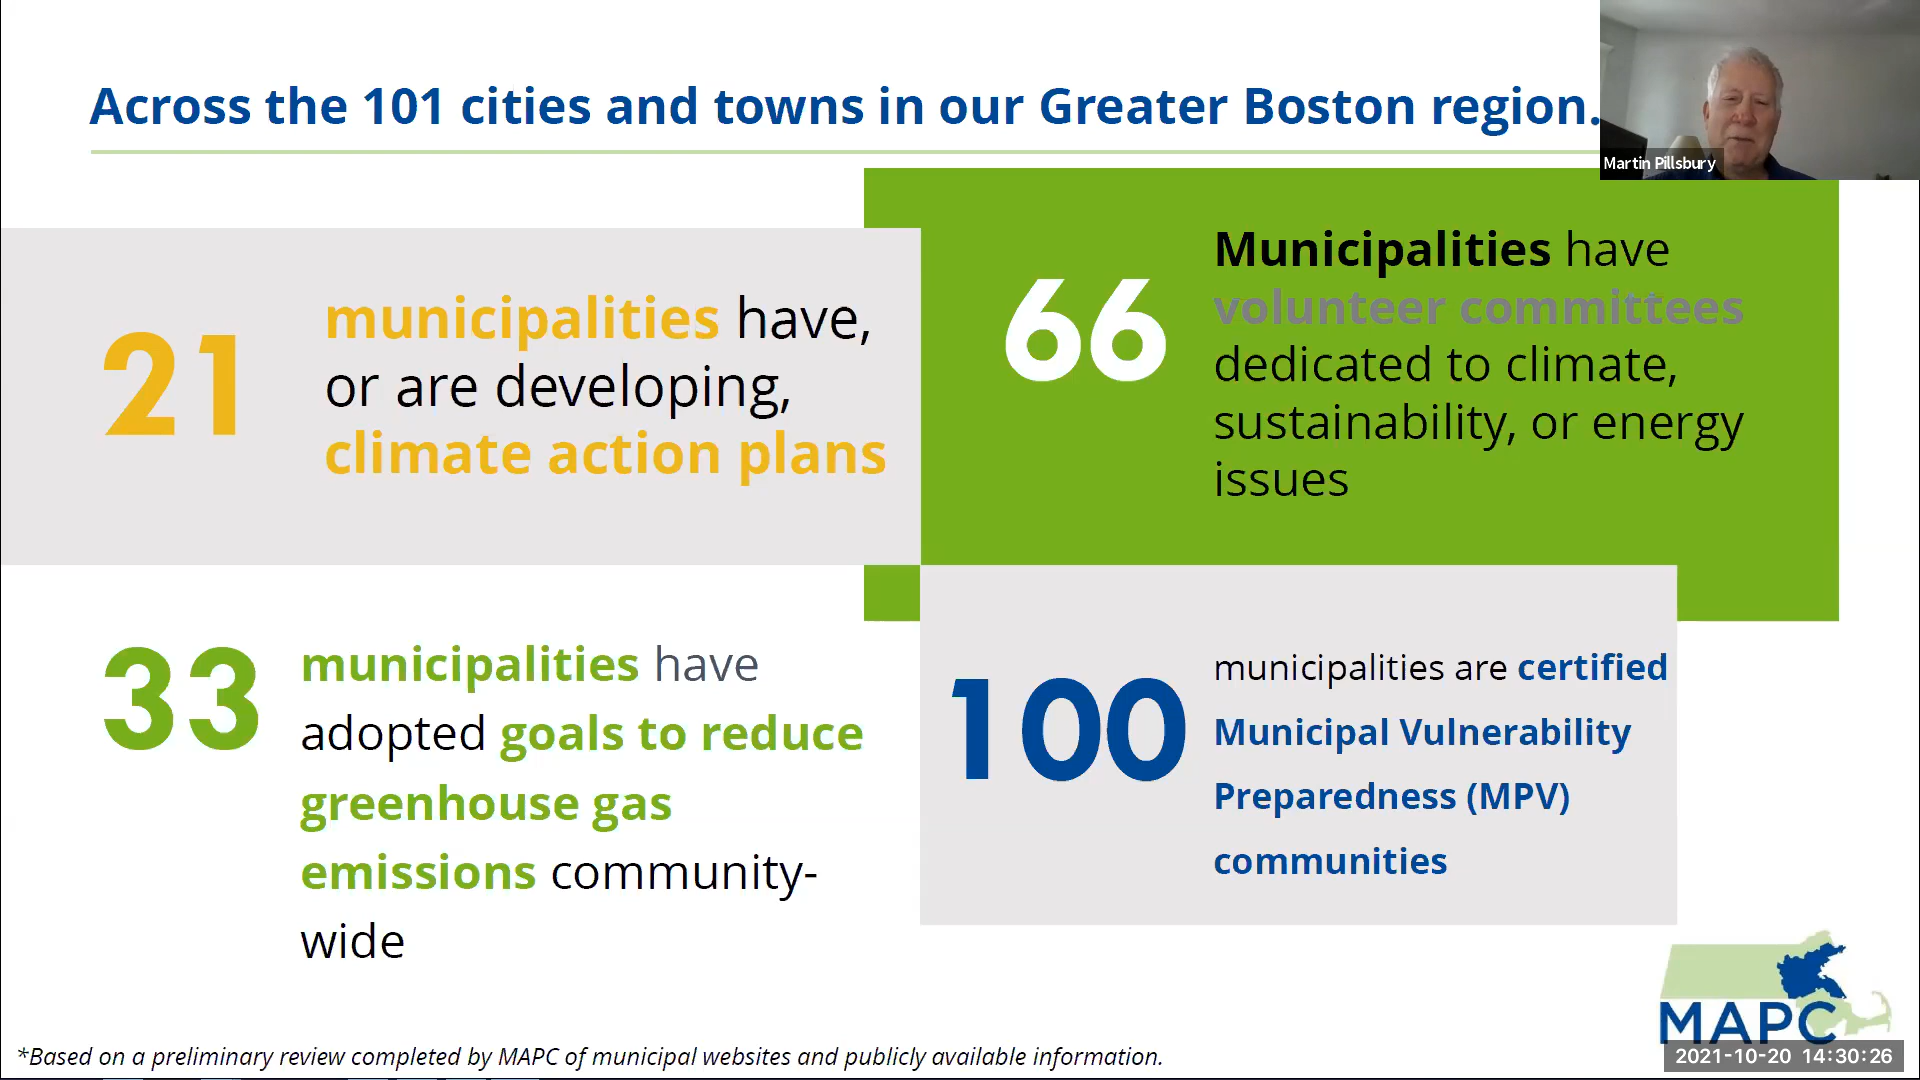 Across the 101 cities and towns in our Greater Boston region.
Martin Pillsbury
21
municipalities have,
or are developing,
climate action plans
66
Municipalities have
volunteer committees
dedicated to climate,
sustainability, or energy
issues
33
municipalities have
adopted goals to reduce
greenhouse gas
emissions community-
wide
100
municipalities are certified
Municipal Vulnerability
Preparedness (MPV)
communities
MAPC
*Based on a preliminary review completed by MAPC of municipal websites and publicly available information.
2021-10-20 14:30:26